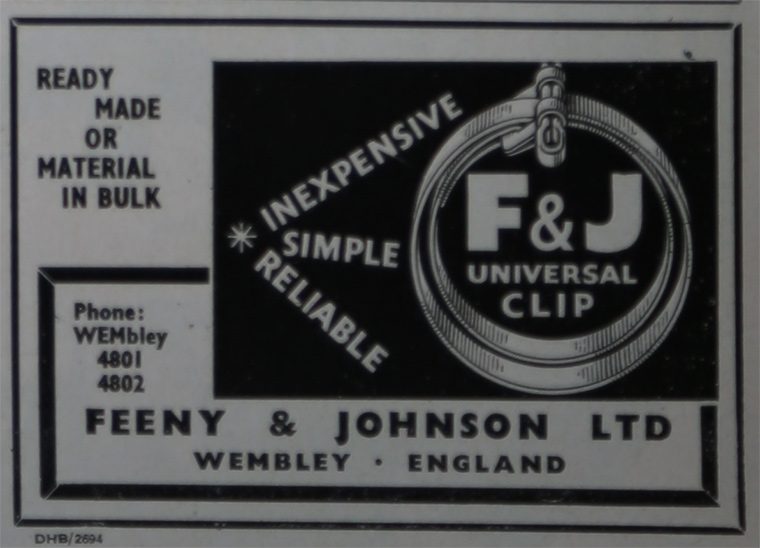 READY
MADE
OR
MATERIAL
IN BULK
INEXPENSIVE
* SIMPLE
RELIABLE
F&J
UNIVERSAL
CLIP
Phone:
WEMbley
4801
4802
FEENY & JOHNSON LTD
WEMBLEY · ENGLAND
DHB/2694